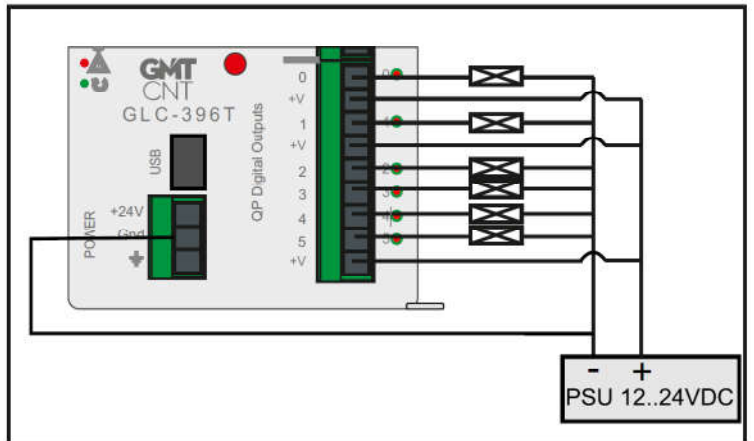 GMT
CNT
GLC-396T
USB
POWER
+24V
Gnd
QP Digital Outputs
0
+V
1
+V
2
3
4
5
+V
0
1
2
3
4
5
- +
PSU 12..24VDC